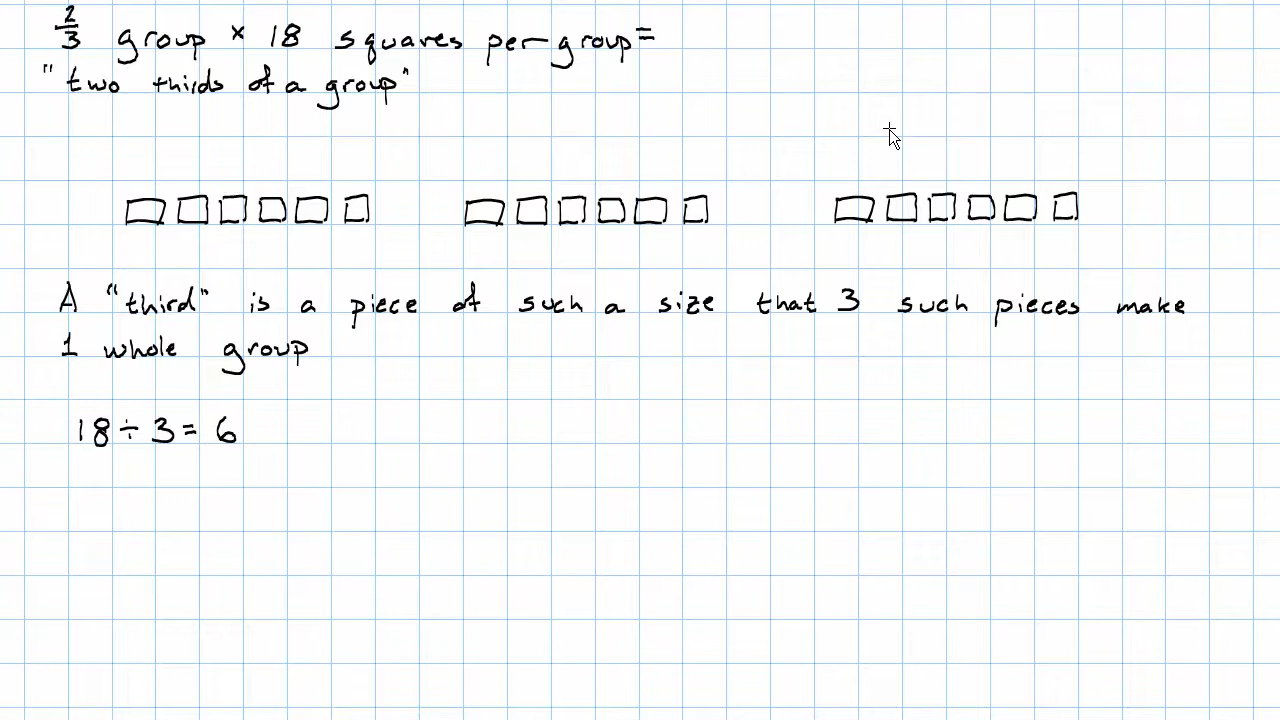 2/3 group × 18 squares per group =
"two thirds of a group"
A "third" is a piece of such a size that 3 such pieces make
1 whole group
18 ÷ 3 = 6